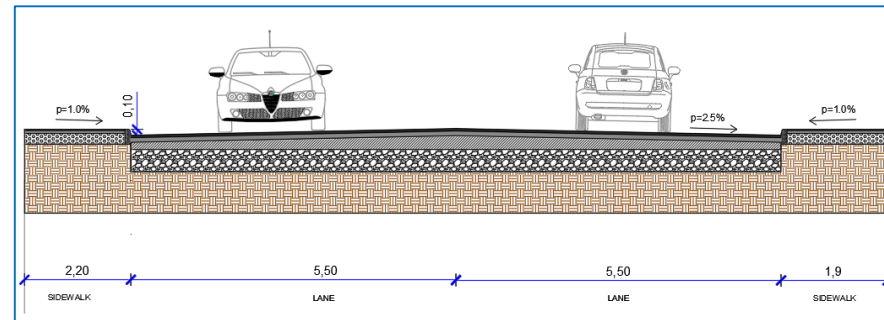 p=1.0%
0,10
p=2.5%
p=1.0%
2,20
5,50
5,50
1,9
SIDEWALK
LANE
LANE
SIDEWALK